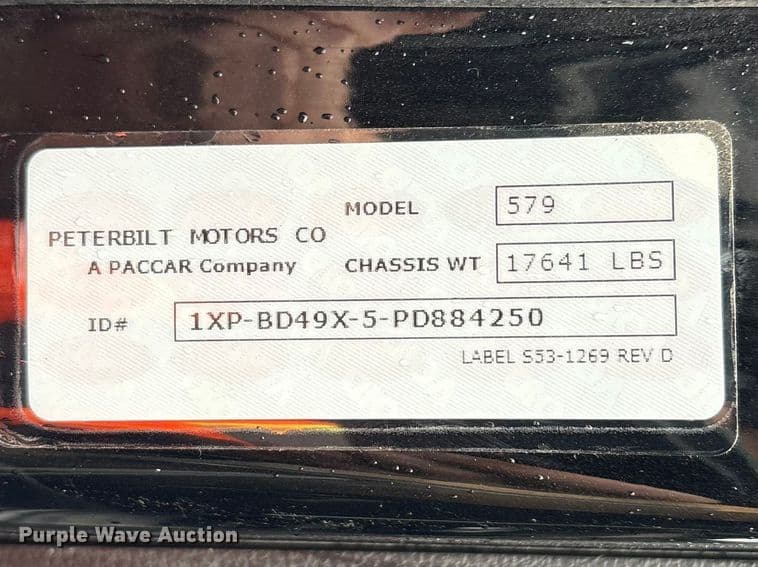 MODEL 579
PETERBILT MOTORS CO
A PACCAR Company CHASSIS WT 17641 LBS
ID# 1XP-BD49X-5-PD884250
LABEL S53-1269 REV D
Purple Wave Auction